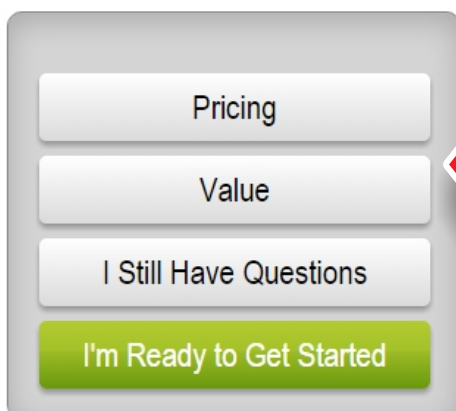 Pricing
Value
I Still Have Questions
I'm Ready to Get Started